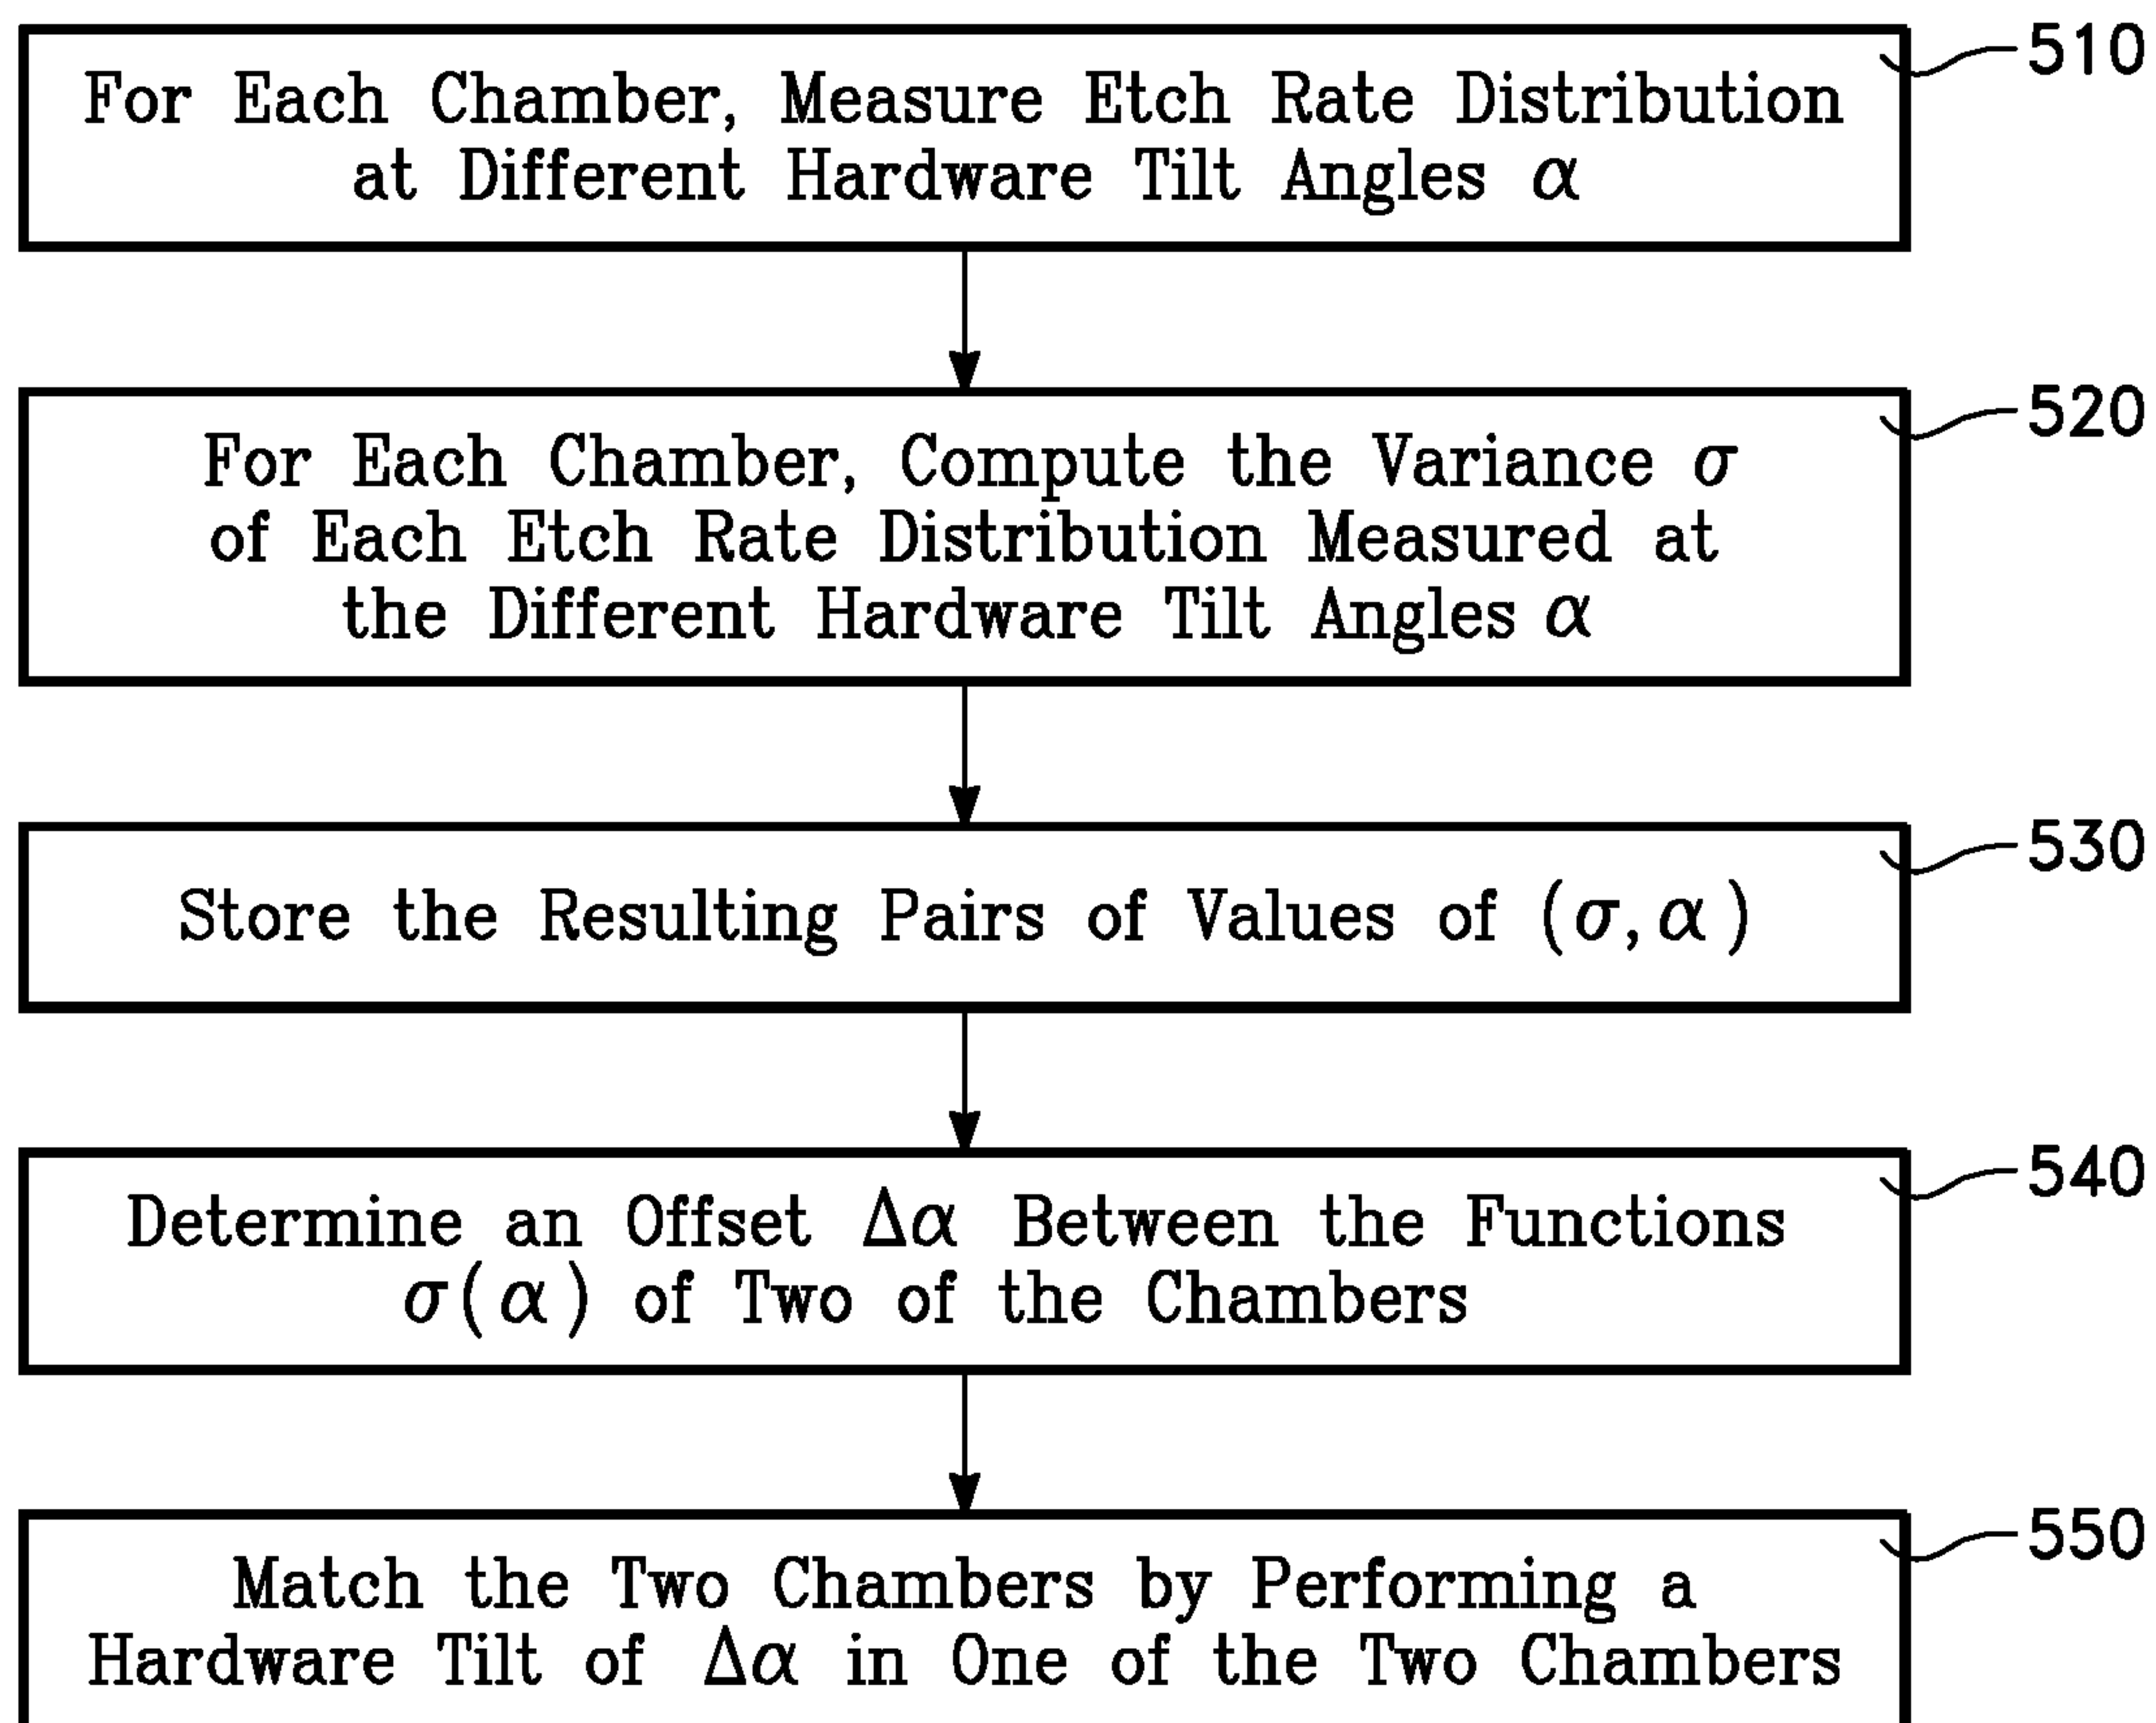 For Each Chamber, Measure Etch Rate Distribution
at Different Hardware Tilt Angles α
510
For Each Chamber, Compute the Variance σ
of Each Etch Rate Distribution Measured at
the Different Hardware Tilt Angles α
520
Store the Resulting Pairs of Values of (σ, α)
530
Determine an Offset Δα Between the Functions
σ(α) of Two of the Chambers
540
Match the Two Chambers by Performing a
Hardware Tilt of Δα in One of the Two Chambers
550